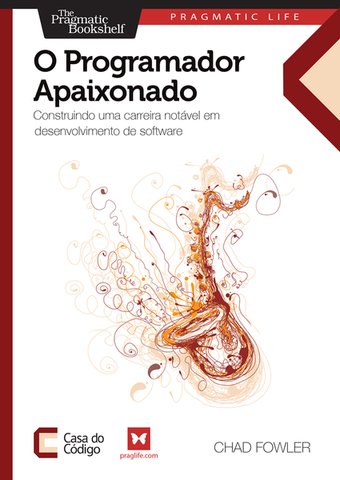 The
Pragmatic
Bookshelf
PRAGMATIC LIFE
O Programador
Apaixonado
Construindo uma carreira notável em
desenvolvimento de software
Casa do
Código
praglife.com
CHAD FOWLER